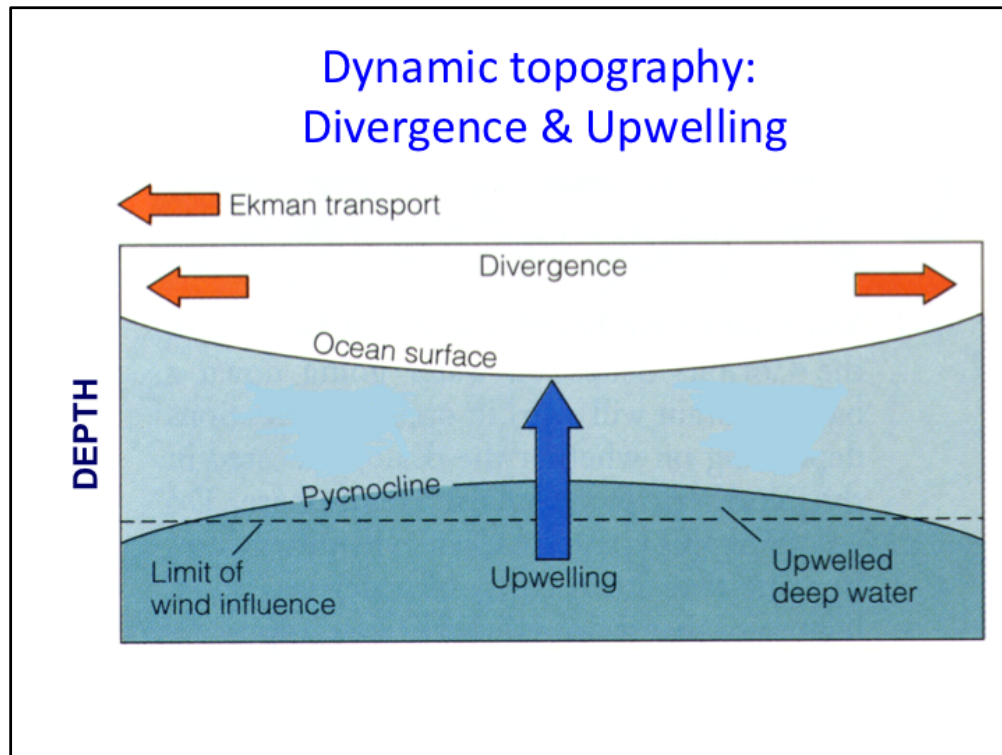 Dynamic topography:
Divergence & Upwelling
Ekman transport
Divergence
Ocean surface
DEPTH
Pycnocline
Limit of
wind influence
Upwelling
Upwelled
deep water